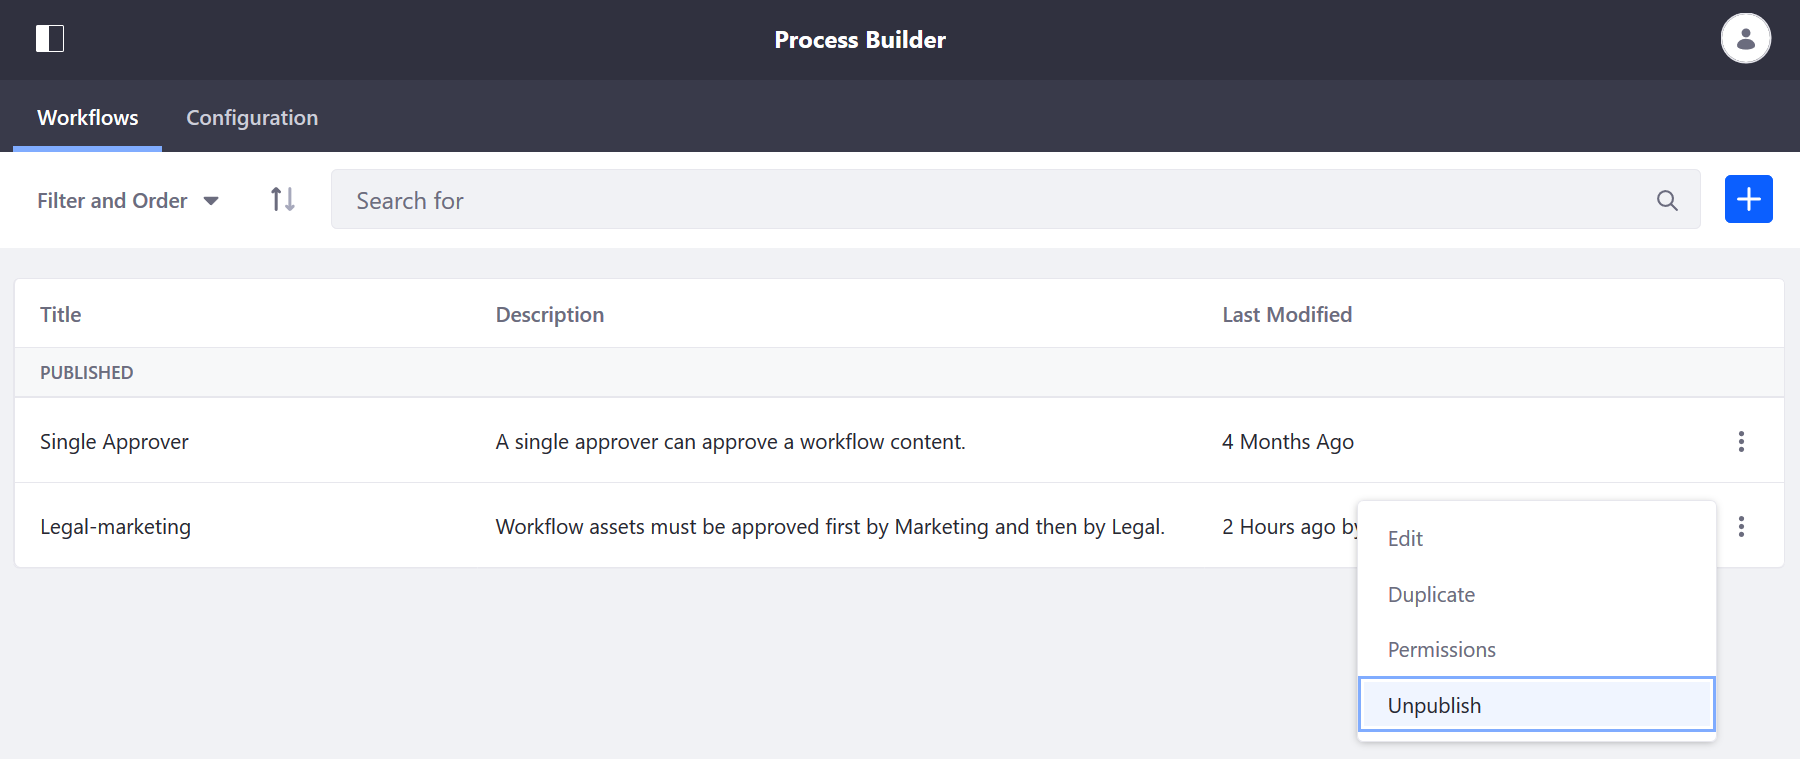 Process Builder
Workflows Configuration
Filter and Order Search for
Title Description Last Modified
PUBLISHED
Single Approver A single approver can approve a workflow content. 4 Months Ago
Legal-marketing Workflow assets must be approved first by Marketing and then by Legal. 2 Hours ago by
Edit
Duplicate
Permissions
Unpublish